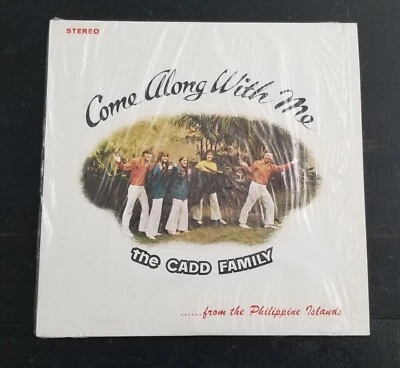 STEREO
Come Along With Me
the CADD FAMILY
......from the Philippine Islands